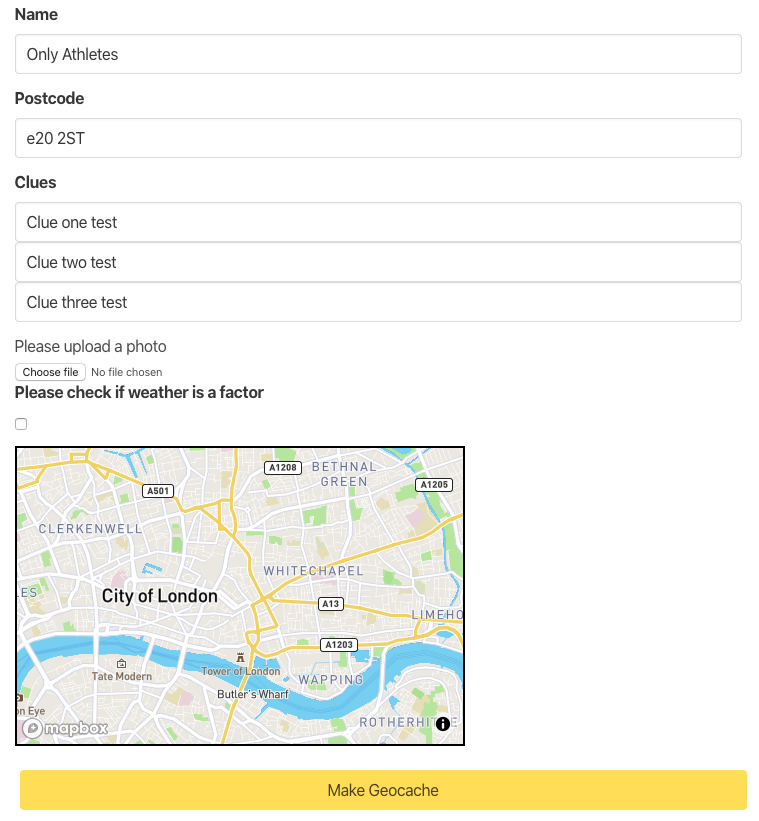 Name
Only Athletes
Postcode
e20 2ST
Clues
Clue one test
Clue two test
Clue three test
Please upload a photo
Choose file No file chosen
Please check if weather is a factor
A1208 BETHNAL
GREEN
A1205
A501
CLERKENWELL
WHITECHAPEL
LES
City of London
A13
LIMEHO
A1203
Tower of London
Tate Modern
WAPPING
Butler's Wharf
on Eye
ROTHERHITHE
mapbox
Make Geocache